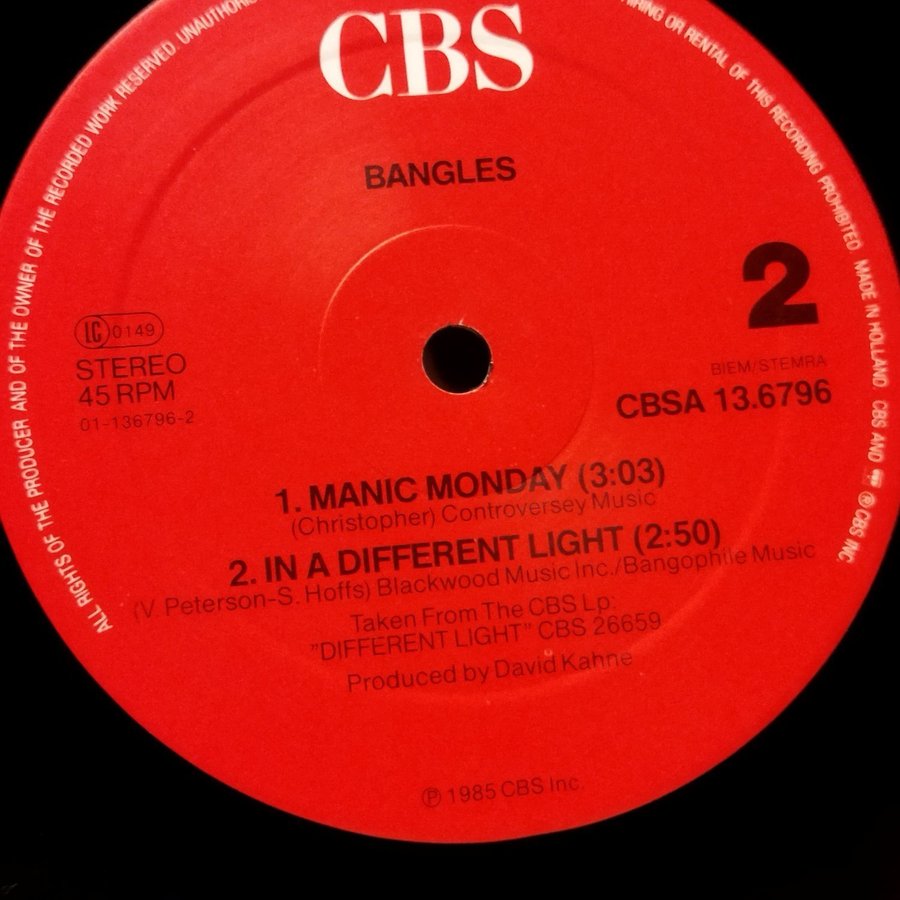 CBS
BANGLES
2
LC 0149
STEREO
45 RPM
01-136796-2
BIEM/STEMRA
CBSA 13.6796
1. MANIC MONDAY (3:03)
(Christopher) Controversey Music
2. IN A DIFFERENT LIGHT (2:50)
(V. Peterson-S. Hoffs) Blackwood Music Inc./Bangophile Music
Taken From The CBS Lp:
"DIFFERENT LIGHT" CBS 26659
Produced by David Kahne
℗ 1985 CBS Inc.
ALL RIGHTS OF THE PRODUCER AND OF THE OWNER OF THE RECORDED WORK RESERVED. UNAUTHORIS
HIRING OR RENTAL OF THIS RECORDING PROHIBITED MADE IN HOLLAND CBS AND ® CBS INC.